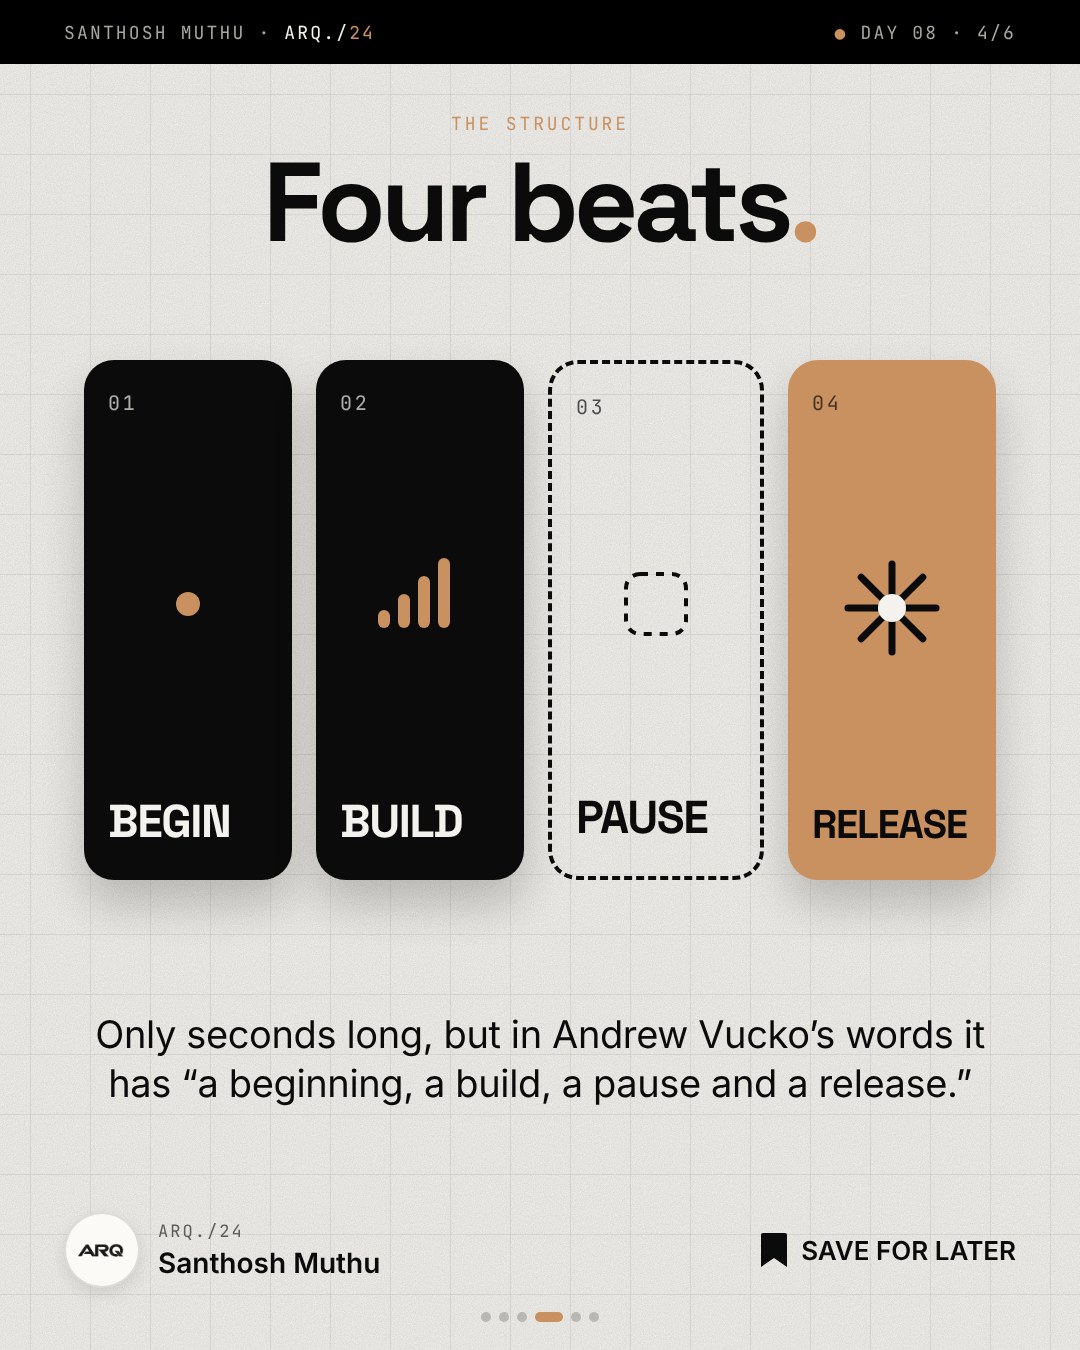 SANTHOSH MUTHU · ARQ./24
● DAY 08 · 4/6
THE STRUCTURE
Four beats.
01
02
03
04
BEGIN
BUILD
PAUSE
RELEASE
Only seconds long, but in Andrew Vucko’s words it
has “a beginning, a build, a pause and a release.”
ARQ
ARQ./24
Santhosh Muthu
SAVE FOR LATER